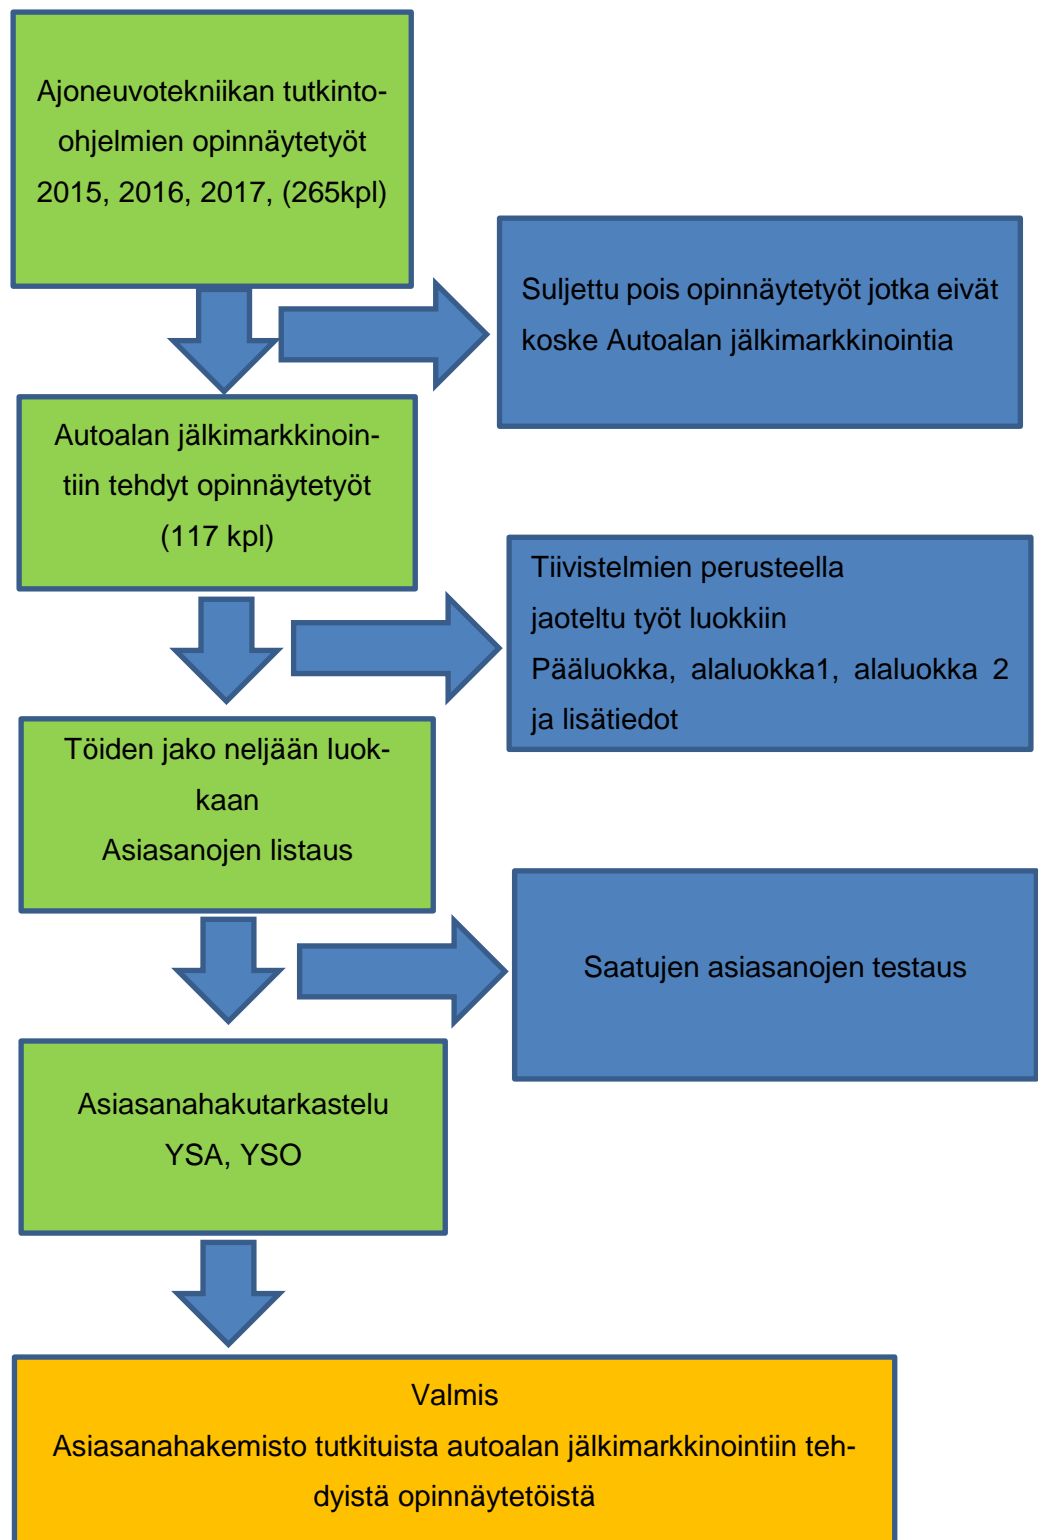 Ajoneuvotekniikan tutkinto-
ohjelmien opinnäytetyöt
2015, 2016, 2017, (265kpl)
Suljettu pois opinnäytetyöt jotka eivät
koske Autoalan jälkimarkkinointia
Autoalan jälkimarkkinoin-
tiin tehdyt opinnäytetyöt
(117 kpl)
Tiivistelmien perusteella
jaoteltu työt luokkiin
Pääluokka, alaluokka1, alaluokka 2
ja lisätiedot
Töiden jako neljään luok-
kaan
Asiasanojen listaus
Saatujen asiasanojen testaus
Asiasanahakutarkastelu
YSA, YSO
Valmis
Asiasanahakemisto tutkituista autoalan jälkimarkkinointiin teh-
dyistä opinnäytetöistä